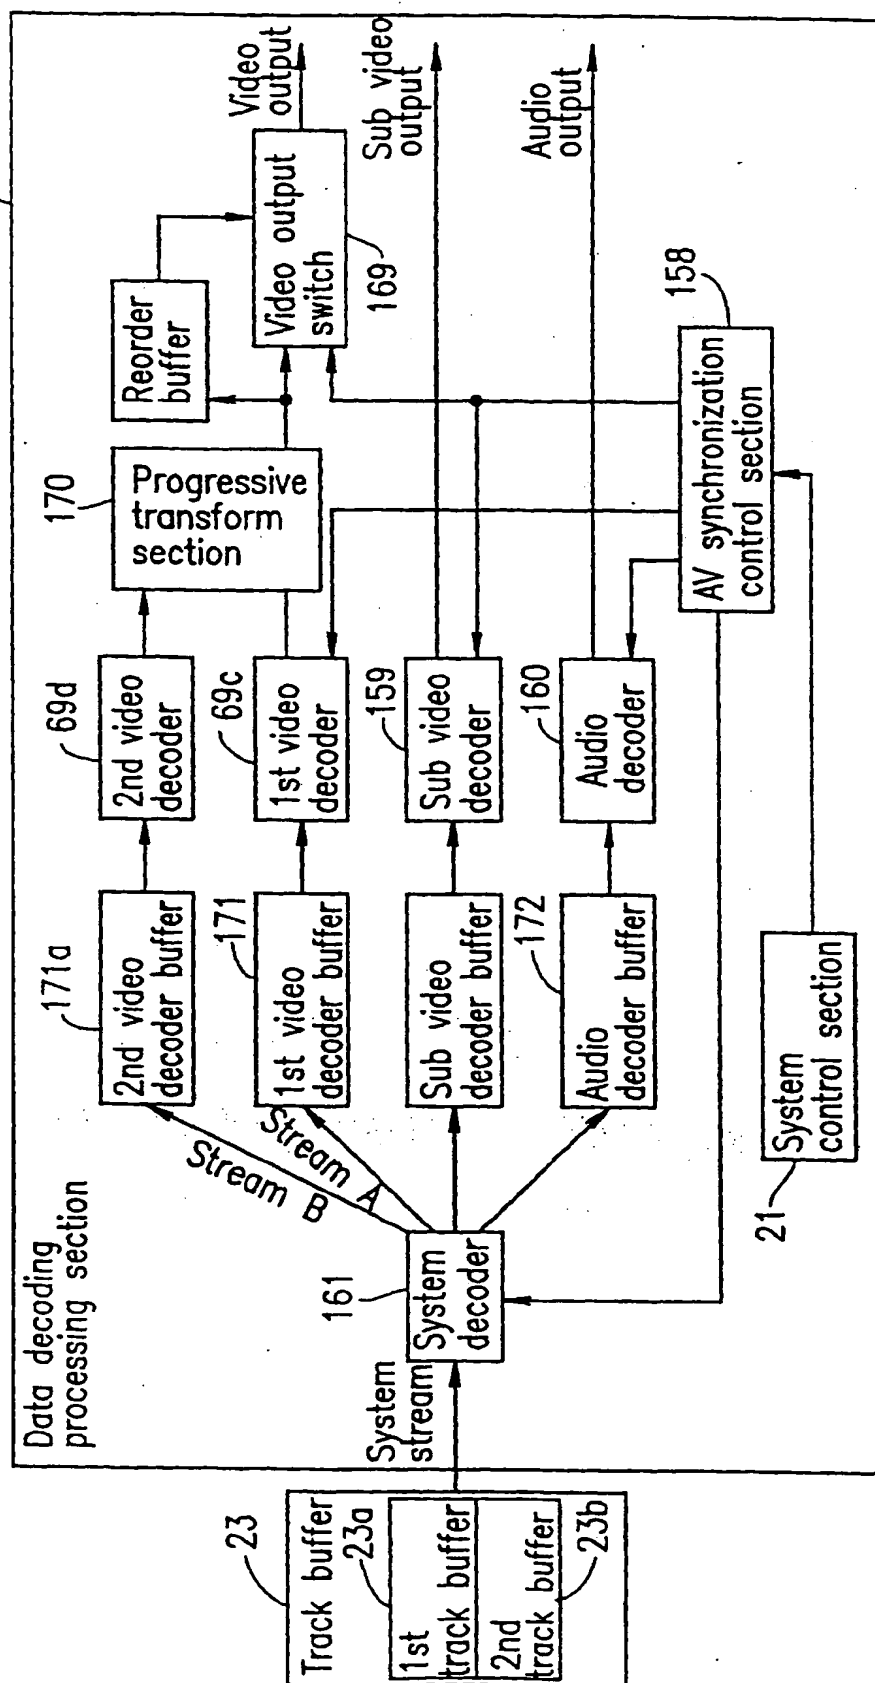 Data decoding
processing section
23
Track buffer
23a
1st
track buffer
2nd
track buffer
23b
System
stream
161
System
decoder
Stream B
Stream A
171a
2nd video
decoder buffer
171
1st video
decoder buffer
Sub video
decoder buffer
172
Audio
decoder buffer
69d
2nd video
decoder
69c
1st video
decoder
159
Sub video
decoder
160
Audio
decoder
170
Progressive
transform
section
Reorder
buffer
Video output
switch
169
Video
output
Sub video
output
Audio
output
158
AV synchronization
control section
21
System
control section